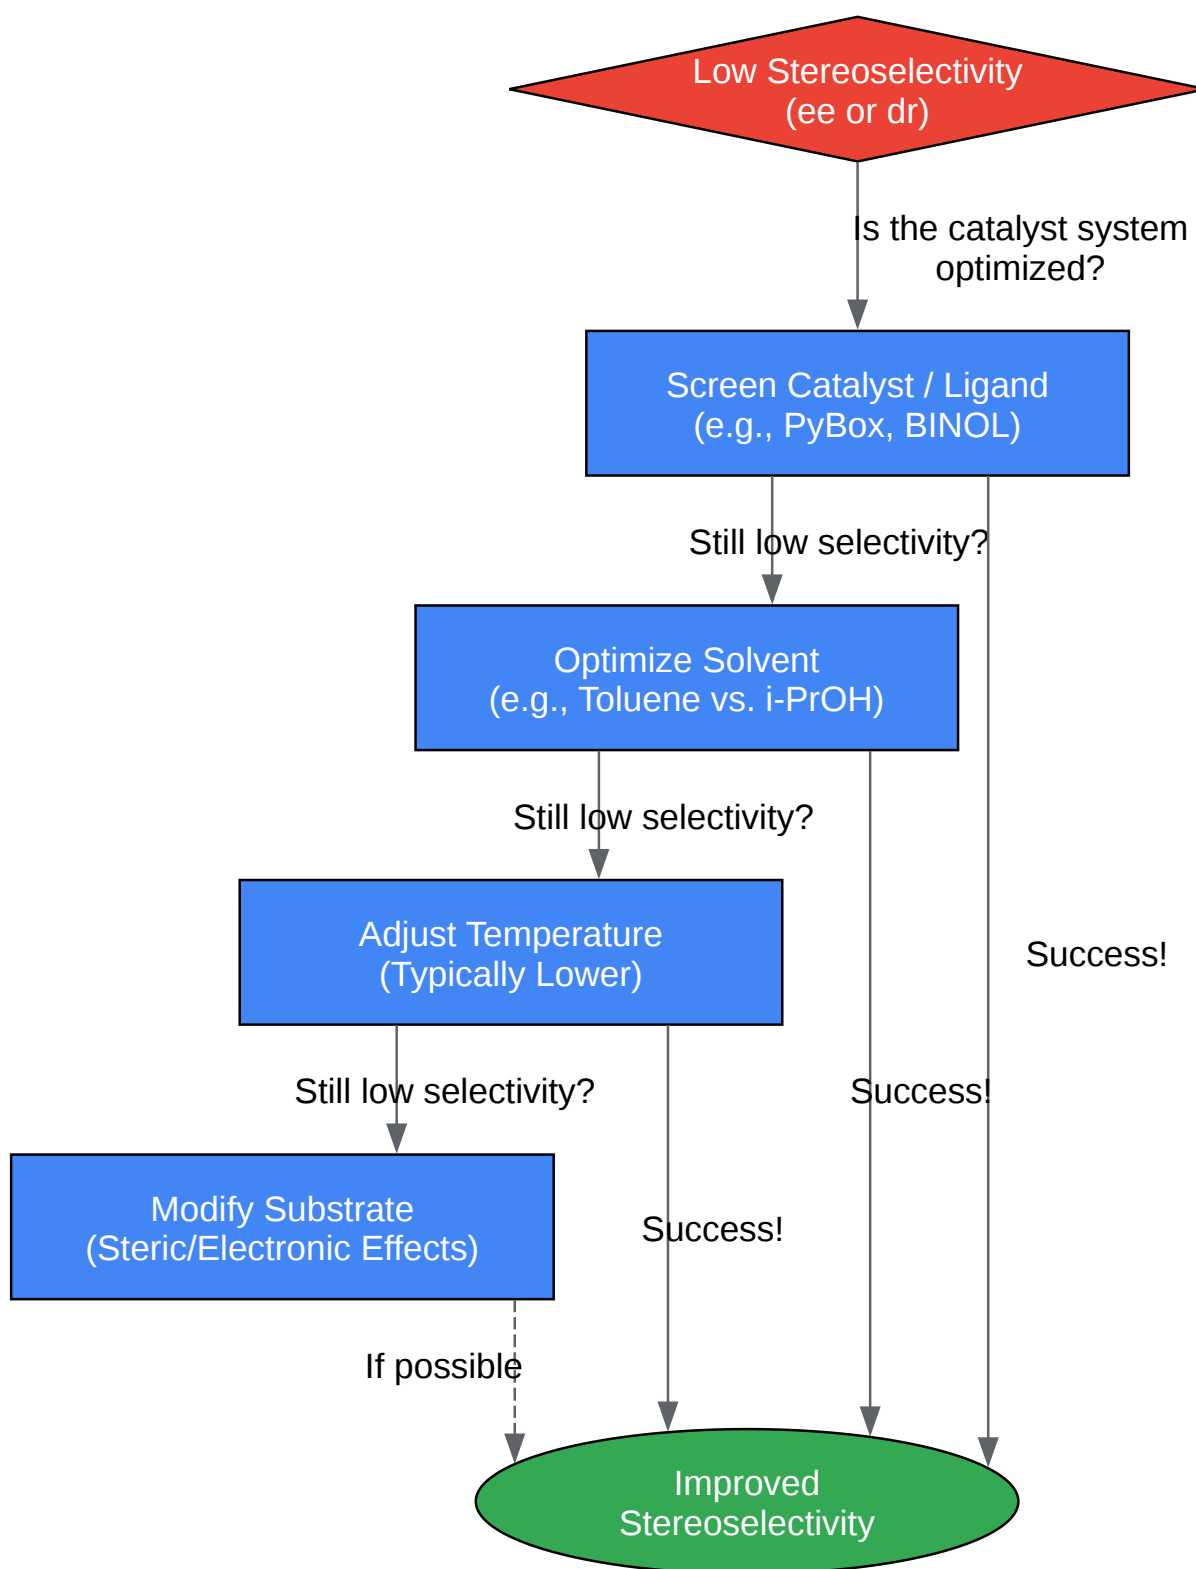 Low Stereoselectivity
(ee or dr)
Is the catalyst system
optimized?
Screen Catalyst / Ligand
(e.g., PyBox, BINOL)
Still low selectivity?
Optimize Solvent
(e.g., Toluene vs. i-PrOH)
Still low selectivity?
Adjust Temperature
(Typically Lower)
Success!
Still low selectivity?
Success!
Modify Substrate
(Steric/Electronic Effects)
Success!
If possible
Improved
Stereoselectivity